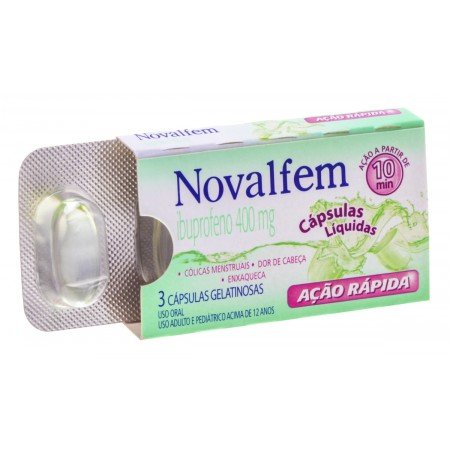 AÇÃO RÁPIDA
AÇÃO A PARTIR DE
10
min
Novalfem
ibuprofeno 400 mg
Cápsulas
Líquidas
• CÓLICAS MENSTRUAIS • DOR DE CABEÇA
• ENXAQUECA
3 CÁPSULAS GELATINOSAS
USO ORAL
USO ADULTO E PEDIÁTRICO ACIMA DE 12 ANOS
AÇÃO RÁPIDA